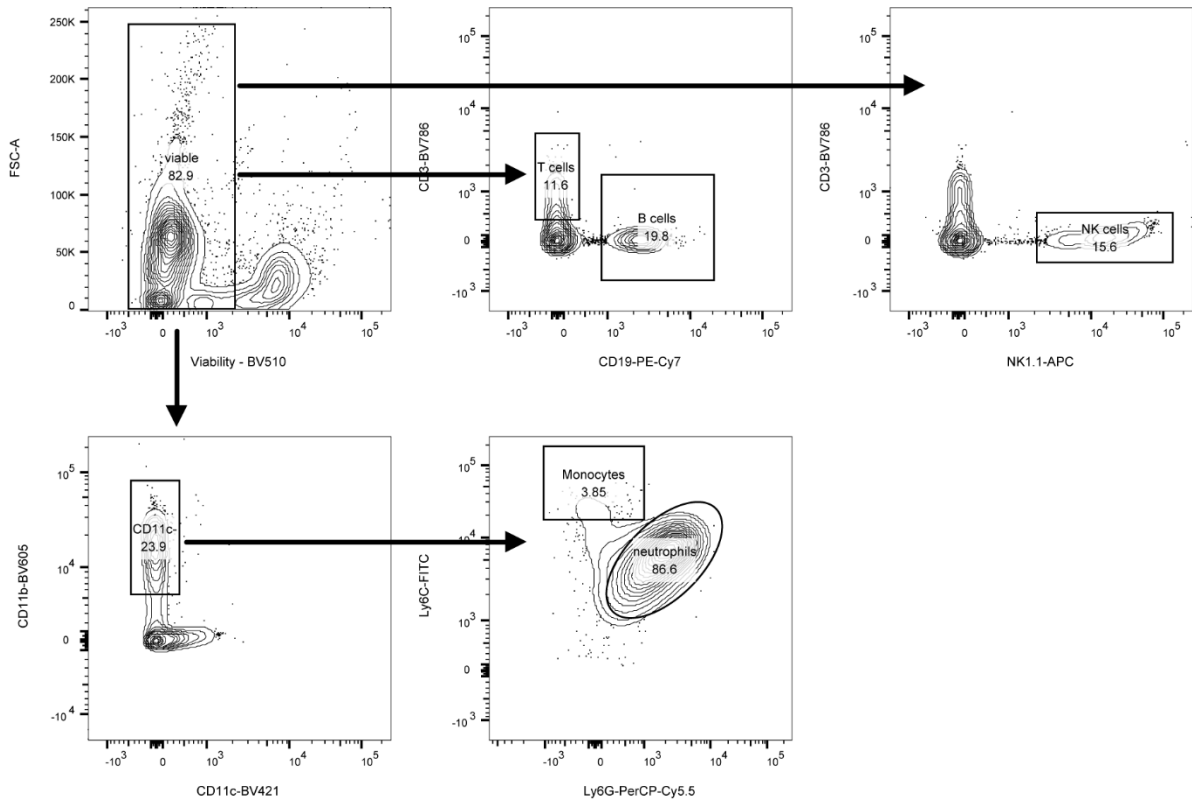 250K
200K
150K
100K
50K
0
FSC-A
viable
82.9
-10³ 0 10³ 10⁴ 10⁵
Viability - BV510
10⁵
10⁴
10³
0
-10³
CD3-BV786
T cells
11.6
B cells
19.8
-10³ 0 10³ 10⁴ 10⁵
CD19-PE-Cy7
10⁵
10⁴
10³
0
-10³
CD3-BV786
NK cells
15.6
-10³ 0 10³ 10⁴ 10⁵
NK1.1-APC
10⁵
10⁴
0
-10⁴
CD11b-BV605
CD11c-
23.9
-10³ 0 10³ 10⁴ 10⁵
CD11c-BV421
10⁵
10⁴
10³
0
-10³
Ly6C-FITC
Monocytes
3.85
neutrophils
86.6
-10³ 0 10³ 10⁴ 10⁵
Ly6G-PerCP-Cy5.5